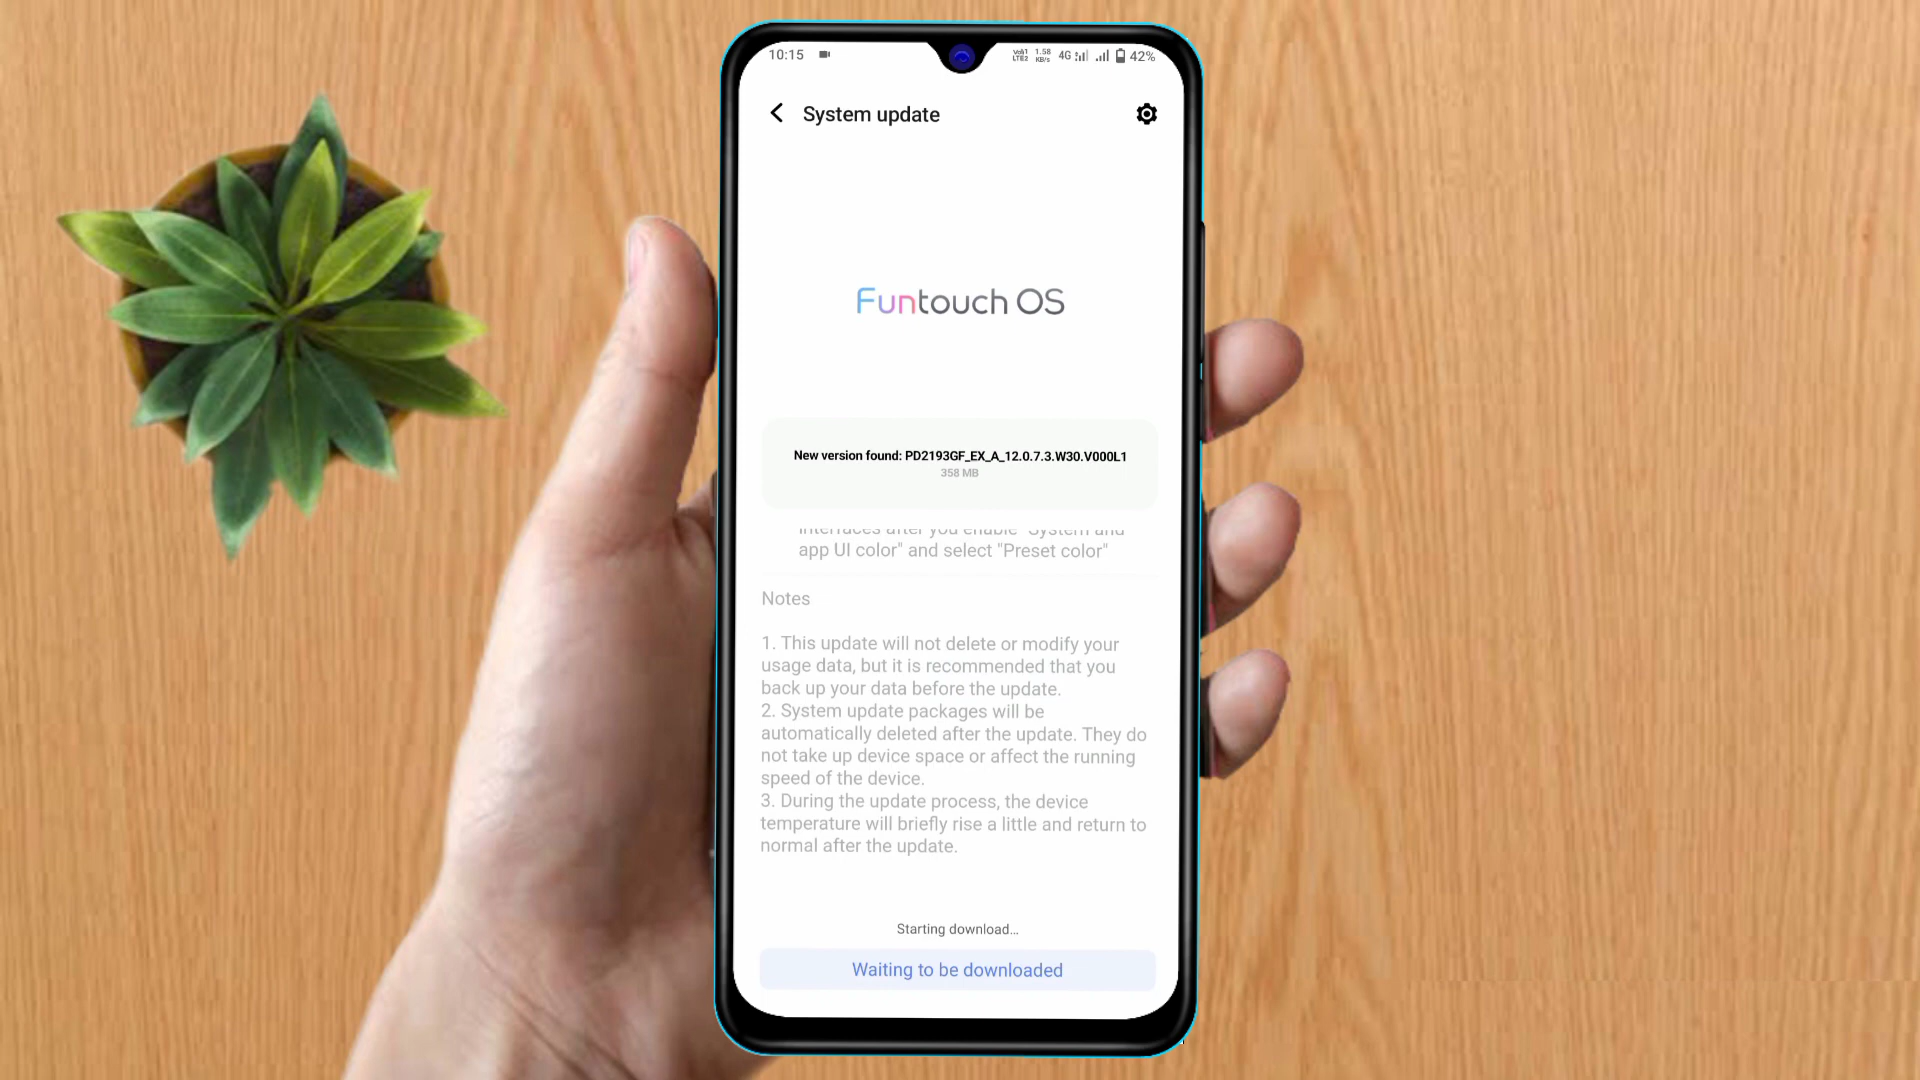 10:15
VoI1 LTE2 1.58 KB/s 4G 42%
System update
Funtouch OS
New version found: PD2193GF_EX_A_12.0.7.3.W30.V000L1
358 MB
interfaces after you enable "System and
app UI color" and select "Preset color"
Notes
1. This update will not delete or modify your
usage data, but it is recommended that you
back up your data before the update.
2. System update packages will be
automatically deleted after the update. They do
not take up device space or affect the running
speed of the device.
3. During the update process, the device
temperature will briefly rise a little and return to
normal after the update.
Starting download...
Waiting to be downloaded